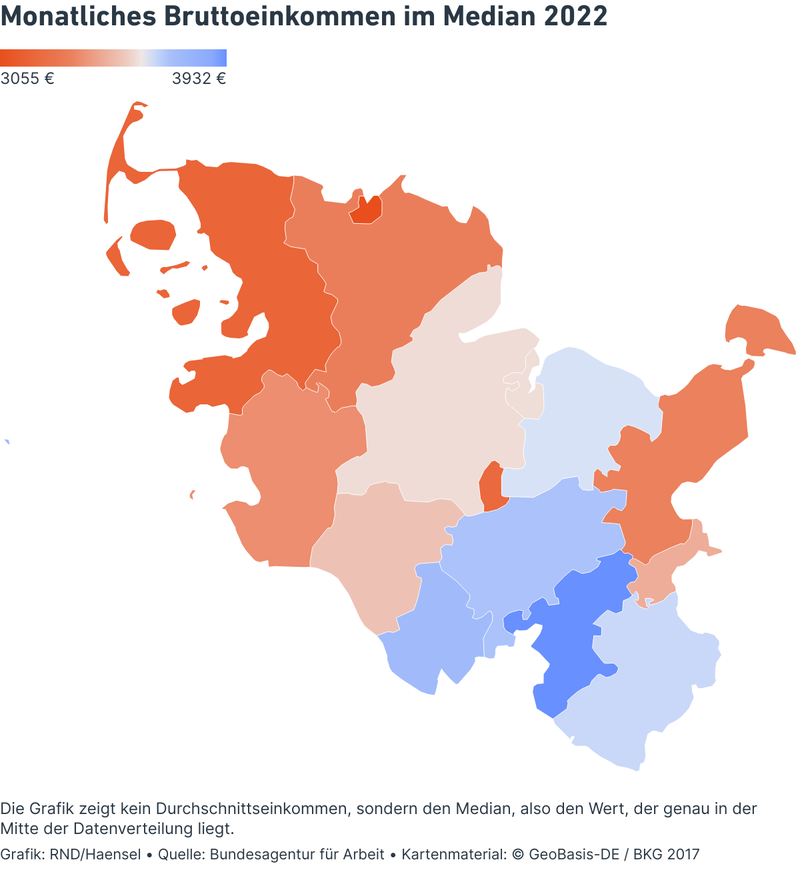 Monatliches Bruttoeinkommen im Median 2022
3055 € 3932 €
Die Grafik zeigt kein Durchschnittseinkommen, sondern den Median, also den Wert, der genau in der
Mitte der Datenverteilung liegt.
Grafik: RND/Haensel • Quelle: Bundesagentur für Arbeit • Kartenmaterial: © GeoBasis-DE / BKG 2017